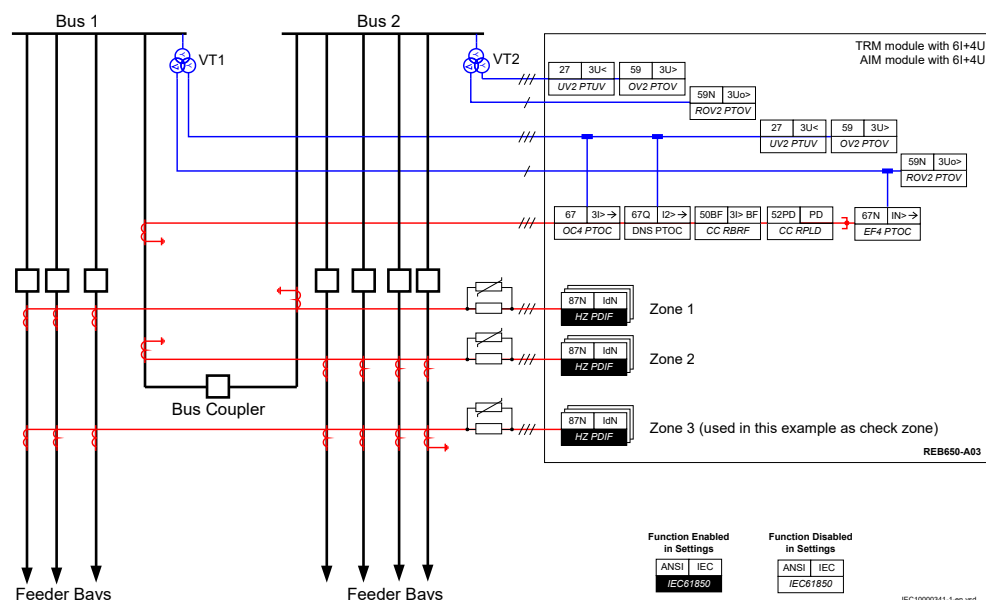 Bus 1
Bus 2
VT1
VT2
TRM module with 6I+4U
AIM module with 6I+4U
27 3U<
UV2 PTUV
59 3U>
OV2 PTOV
59N 3Uo>
ROV2 PTOV
27 3U<
UV2 PTUV
59 3U>
OV2 PTOV
59N 3Uo>
ROV2 PTOV
67 3I>→
OC4 PTOC
67Q I2>→
DNS PTOC
50BF 3I> BF
CC RBRF
52PD PD
CC RPLD
67N IN>→
EF4 PTOC
87N IdN
HZ PDIF
Zone 1
87N IdN
HZ PDIF
Zone 2
Bus Coupler
87N IdN
HZ PDIF
Zone 3 (used in this example as check zone)
REB650-A03
Function Enabled
in Settings
ANSI IEC
IEC61850
Function Disabled
in Settings
ANSI IEC
IEC61850
Feeder Bays
Feeder Bays
IEC10000341-1-en.vsd